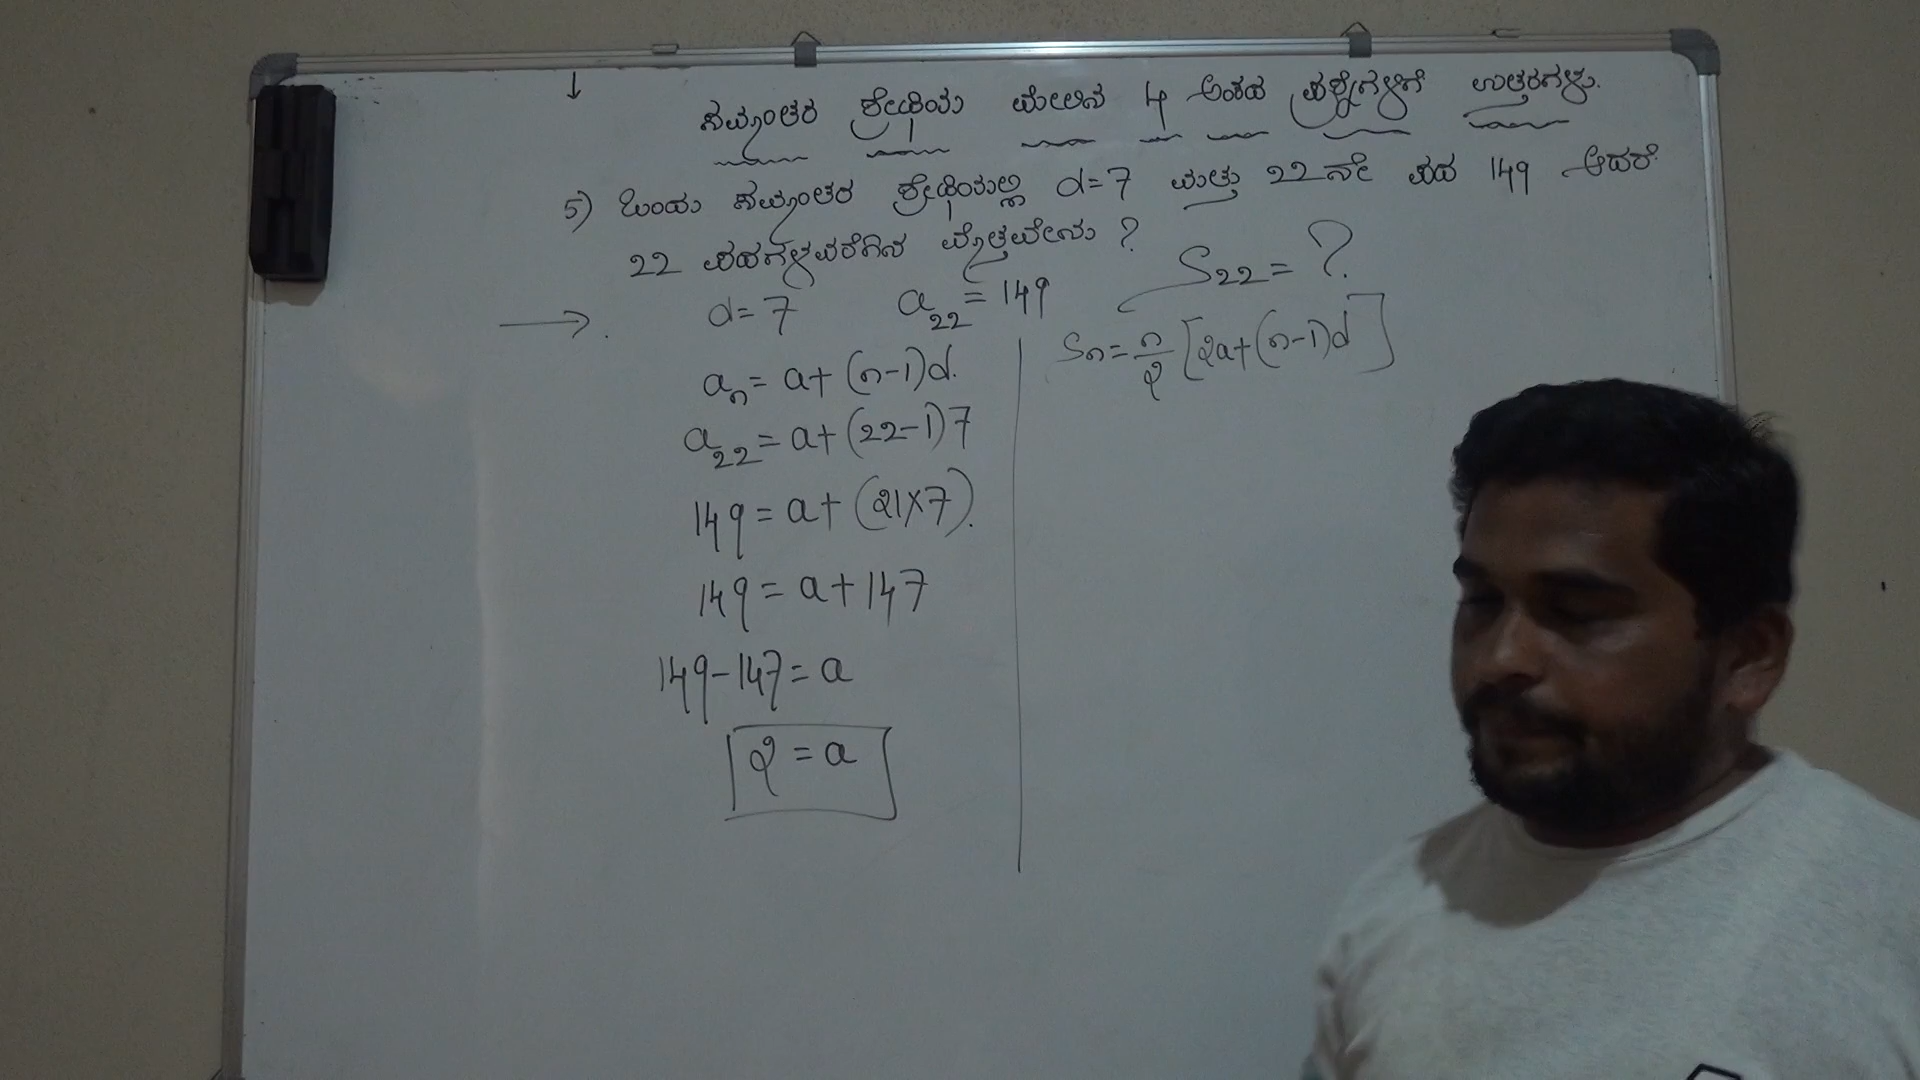 ಸಮಾಂತರ ಶ್ರೇಢಿಯ ಮೇಲಿನ 4 ಅಂಕದ ಪ್ರಶ್ನೆಗಳಿಗೆ ಉತ್ತರಗಳು.
5) ಒಂದು ಸಮಾಂತರ ಶ್ರೇಢಿಯಲ್ಲಿ d=7 ಮತ್ತು 22ನೇ ಪದ 149 ಆದರೆ
22 ಪದಗಳವರೆಗಿನ ಮೊತ್ತವೇನು ?
S22 = ?
→ d=7 a22 = 149
an = a+(n-1)d.
a22 = a+(22-1)7
149 = a+(21×7).
149 = a+147
149-147 = a
2 = a
Sn = n/2 [2a+(n-1)d]